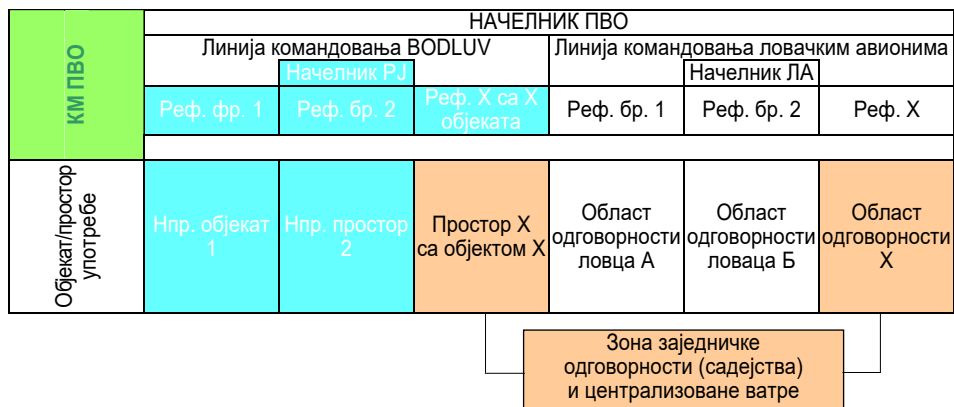 НАЧЕЛНИК ПВО
КМ ПВО
Линија командовања BODLUV
Линија командовања ловачким авионима
Начелник РЈ
Начелник ЛА
Реф. фр. 1
Реф. бр. 2
Реф. X са X
објеката
Реф. бр. 1
Реф. бр. 2
Реф. X
Објекат/простор
употребе
Нпр. објекат
1
Нпр. простор
2
Простор X
са објектом X
Област
одговорности
ловца А
Област
одговорности
ловаца Б
Област
одговорности
X
Зона заједничке
одговорности (садејства)
и централизоване ватре